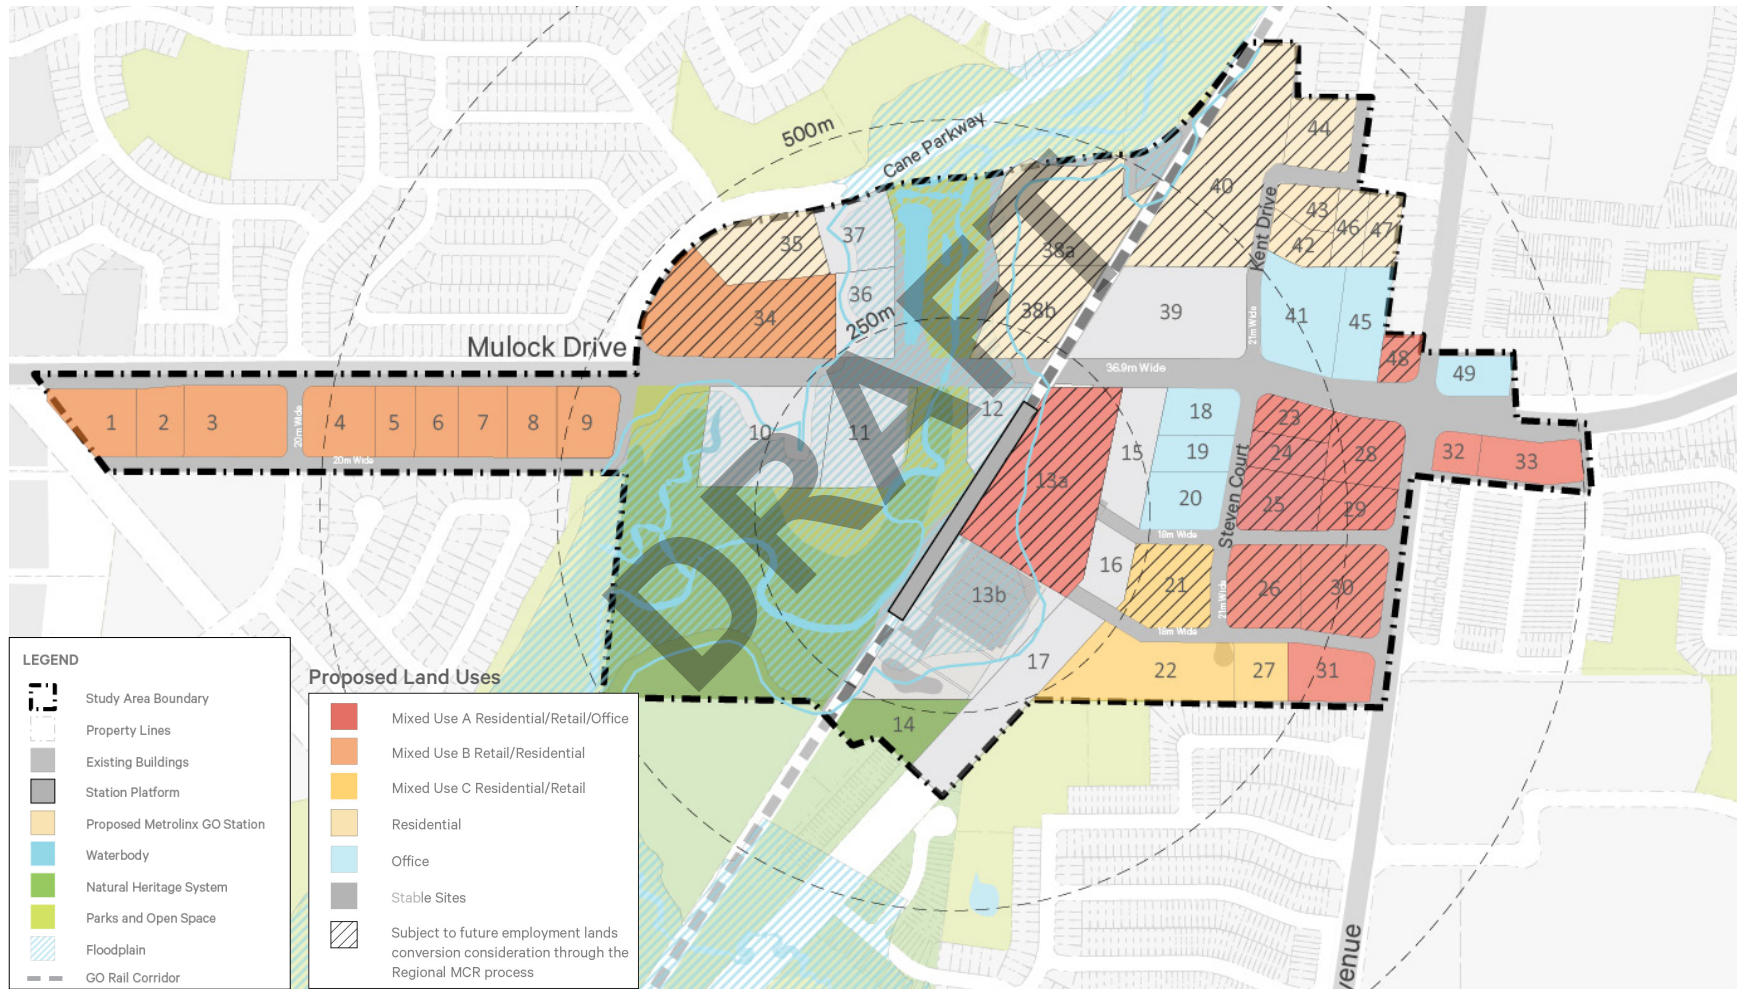 500m
Cane Parkway
44
40
Kent Drive
43
46
47
42
35
37
38a
36
34
250m
38b
39
21m Wide
41
45
Mulock Drive
36.9m Wide
48
49
1
2
3
20m Wide
4
5
6
7
8
9
20m Wide
10
11
12
13a
15
18
19
20
Steven Court
23
24
25
28
29
32
33
18m Wide
16
21
21m Wide
26
30
18m Wide
13b
17
22
27
31
14
venue
DRAFT
LEGEND
Study Area Boundary
Property Lines
Existing Buildings
Station Platform
Proposed Metrolinx GO Station
Waterbody
Natural Heritage System
Parks and Open Space
Floodplain
GO Rail Corridor
Proposed Land Uses
Mixed Use A Residential/Retail/Office
Mixed Use B Retail/Residential
Mixed Use C Residential/Retail
Residential
Office
Stable Sites
Subject to future employment lands
conversion consideration through the
Regional MCR process